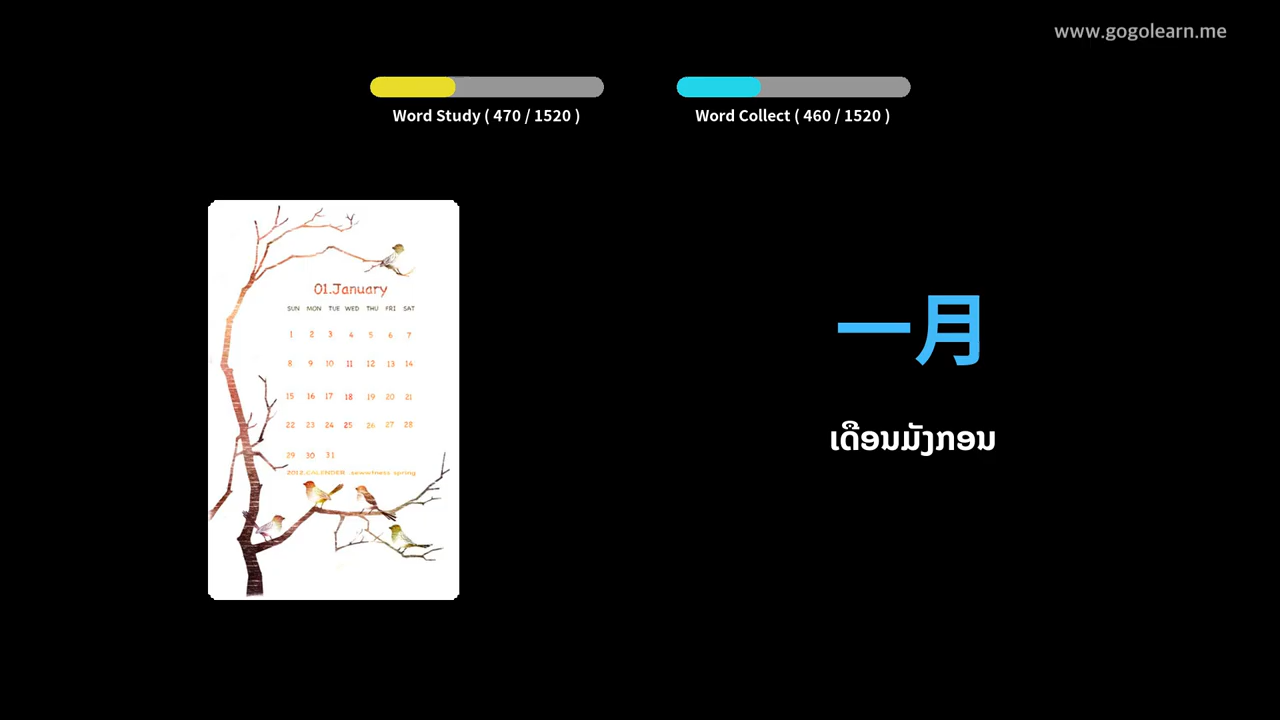 www.gogolearn.me
Word Study ( 470 / 1520 )
Word Collect ( 460 / 1520 )
01.January
SUN MON TUE WED THU FRI SAT
1 2 3 4 5 6 7
8 9 10 11 12 13 14
15 16 17 18 19 20 21
22 23 24 25 26 27 28
29 30 31
2012.CALENDER spring
一月
ເດືອນມັງກອນ